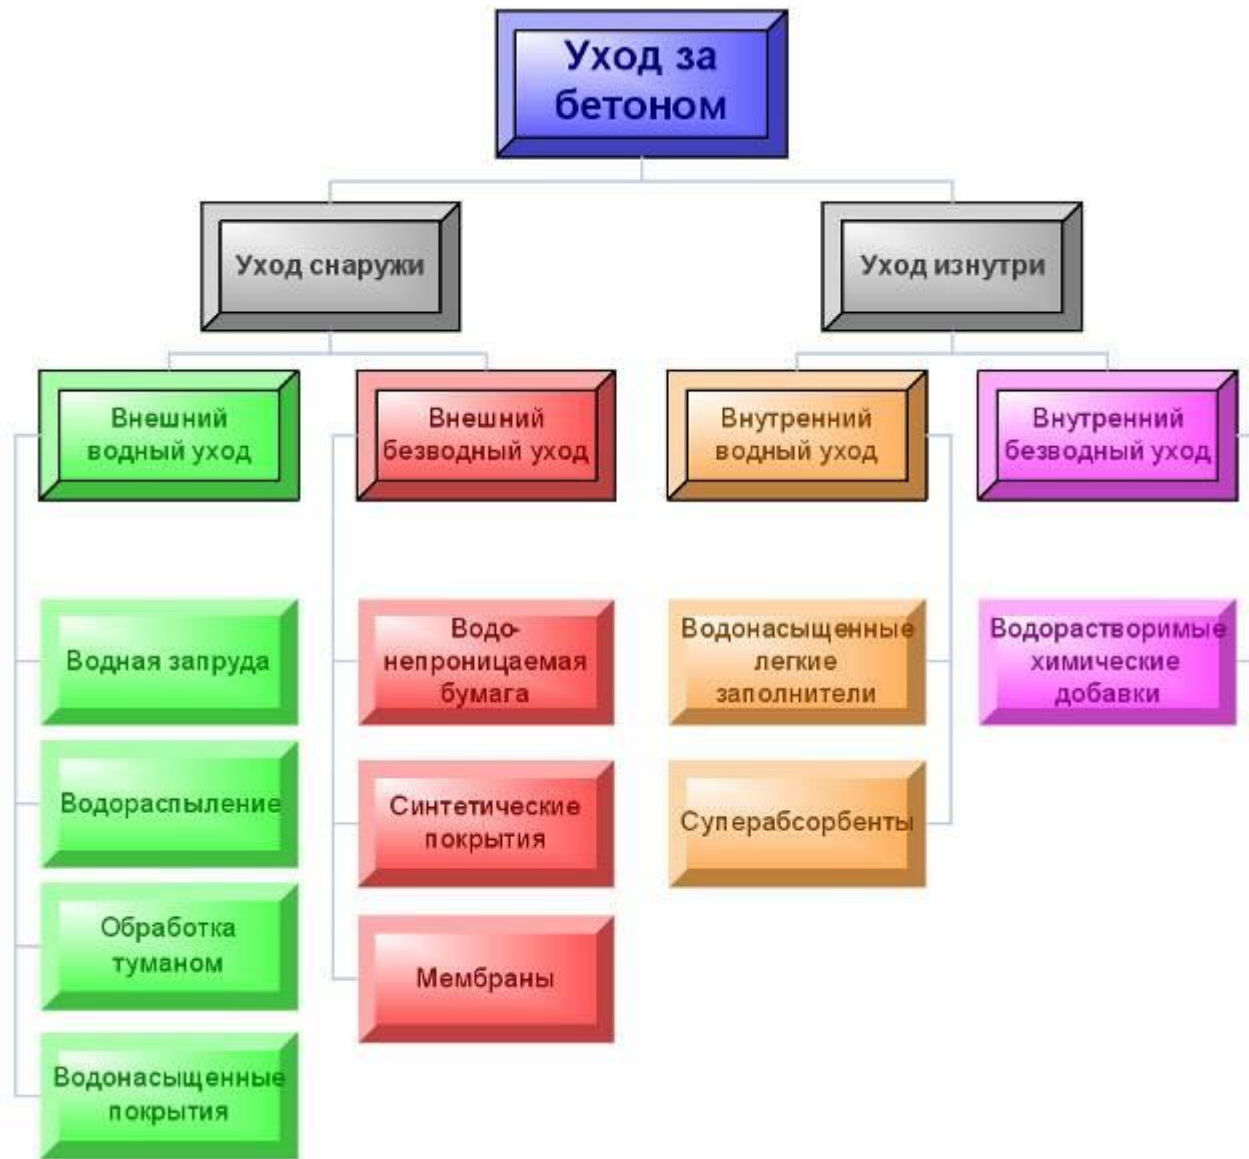 Уход за
бетоном
Уход снаружи
Уход изнутри
Внешний
водный уход
Внешний
безводный уход
Внутренний
водный уход
Внутренний
безводный уход
Водная запруда
Водо-
непроницаемая
бумага
Водонасыщенные
легкие
заполнители
Водорастворимые
химические
добавки
Водораспыление
Синтетические
покрытия
Суперабсорбенты
Обработка
туманом
Мембраны
Водонасыщенные
покрытия